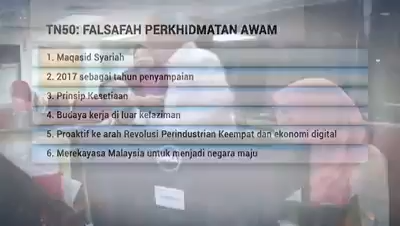 TN50: FALSAFAH PERKHIDMATAN AWAM
1. Maqasid Syariah
2. 2017 sebagai tahun penyampaian
3. Prinsip Kesetiaan
4. Budaya kerja di luar kelaziman
5. Proaktif ke arah Revolusi Perindustrian Keempat dan ekonomi digital
6. Merekayasa Malaysia untuk menjadi negara maju